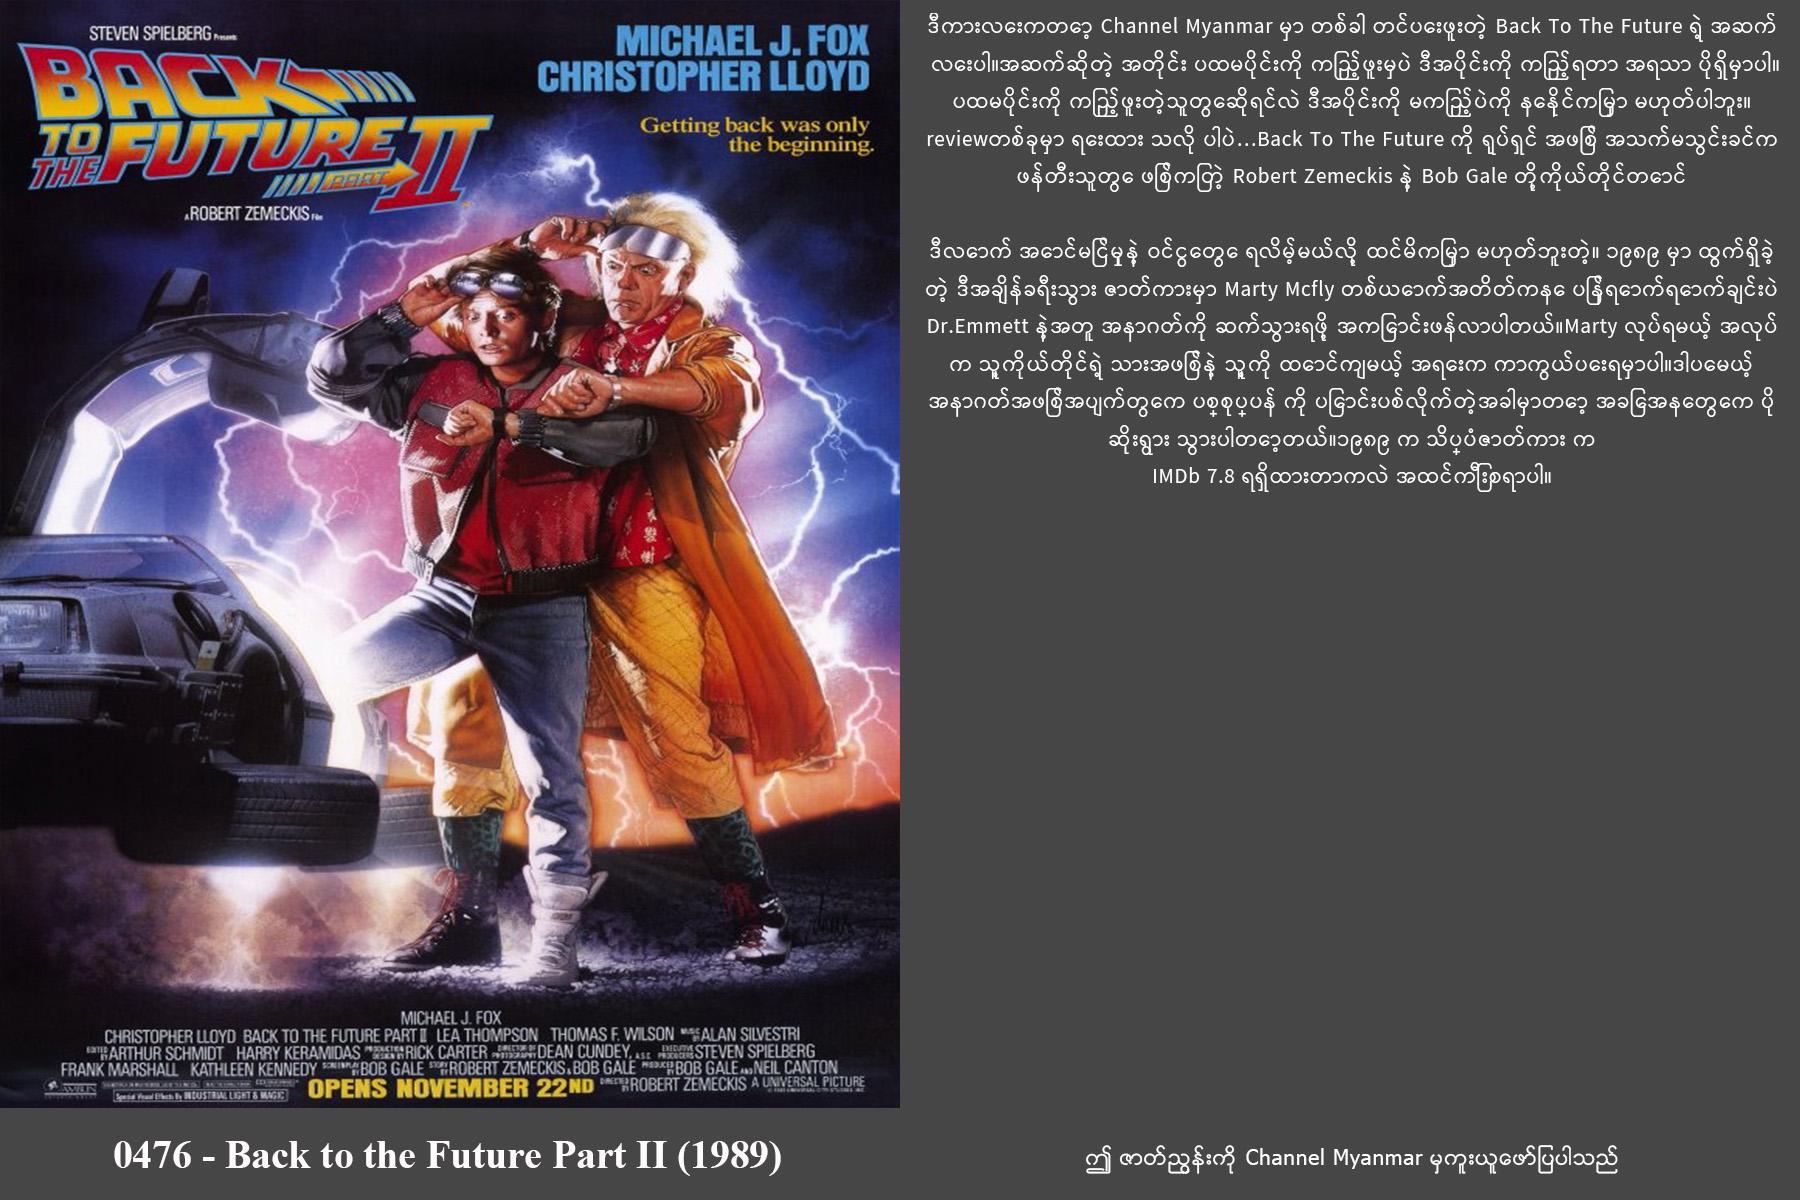 STEVEN SPIELBERG Presents
BACK
TO
THE FUTURE
PART II
A ROBERT ZEMECKIS Film
MICHAEL J. FOX
CHRISTOPHER LLOYD
Getting back was only
the beginning.
MICHAEL J. FOX
CHRISTOPHER LLOYD BACK TO THE FUTURE PART II LEA THOMPSON THOMAS F. WILSON MUSIC BY ALAN SILVESTRI
EDITED BY ARTHUR SCHMIDT HARRY KERAMIDAS PRODUCTION DESIGN BY RICK CARTER DIRECTOR OF PHOTOGRAPHY DEAN CUNDEY, A.S.C. EXECUTIVE PRODUCERS STEVEN SPIELBERG
FRANK MARSHALL KATHLEEN KENNEDY SCREENPLAY BY BOB GALE STORY BY ROBERT ZEMECKIS & BOB GALE PRODUCED BY BOB GALE AND NEIL CANTON
Special Visual Effects By INDUSTRIAL LIGHT & MAGIC OPENS NOVEMBER 22ND DIRECTED BY ROBERT ZEMECKIS A UNIVERSAL PICTURE
0476 - Back to the Future Part II (1989)
ဒီကားလေးကတော့ Channel Myanmar မှာ တစ်ခါ တင်ပေးဖူးတဲ့ Back To The Future ရဲ့ အဆက်
လေးပါ။အဆက်ဆိုတဲ့ အတိုင်း ပထမပိုင်းကို ကည့်ြဖူးမှပဲ ဒီအပိုင်းကို ကည့်ြရတာ အရသာ ပိုရှိမှာပါ။
ပထမပိုင်းကို ကည့်ြဖူးတဲ့သူတွေဆိုရင်လဲ ဒီအပိုင်းကို မကည့်ြပဲကို နေနိုင်ကမြှာ မဟုတ်ပါဘူး။
reviewတစ်ခုမှာ ရေးထား သလို ပါပဲ…Back To The Future ကို ရုပ်ရှင် အဖြစ် အသက်မသွင်းခင်က
ဖန်တီးသူတွေ ဖြစ်ကတြဲ့ Robert Zemeckis နဲ့ Bob Gale တို့ကိုယ်တိုင်တောင်
ဒီလောက် အောင်မြင်မှုနဲ့ ဝင်ငွေတွေ ရလိမ့်မယ်လို့ ထင်မိကမြှာ မဟုတ်ဘူးတဲ့။ ၁၉၈၉ မှာ ထွက်ရှိခဲ့
တဲ့ ဒီအချိန်ခရီးသွား ဇာတ်ကားမှာ Marty Mcfly တစ်ယောက်အတိတ်ကနေ ပြန်ရောက်ရောက်ချင်းပဲ
Dr.Emmett နဲ့အတူ အနာဂတ်ကို ဆက်သွားရဖို့ အကြောင်းဖန်လာပါတယ်။Marty လုပ်ရမယ့် အလုပ်
က သူ့ကိုယ်တိုင်ရဲ့ သားအဖြစ်နဲ့ သူ့ကို ထောင်ကျမယ့် အရေးက ကာကွယ်ပေးရမှာပါ။ဒါပေမယ့်
အနာဂတ်အဖြစ်အပျက်တွေက ပစ္စုပ္ပန် ကို ပြောင်းပစ်လိုက်တဲ့အခါမှာတော့ အခြေအနေတွေက ပို
ဆိုးရွား သွားပါတော့တယ်။၁၉၈၉ က သိပ္ပံဇာတ်ကား က
IMDb 7.8 ရရှိထားတာကလဲ အထင်ကြီးစရာပါ။
ဤ ဇာတ်ညွှန်းကို Channel Myanmar မှကူးယူဖော်ပြပါသည်